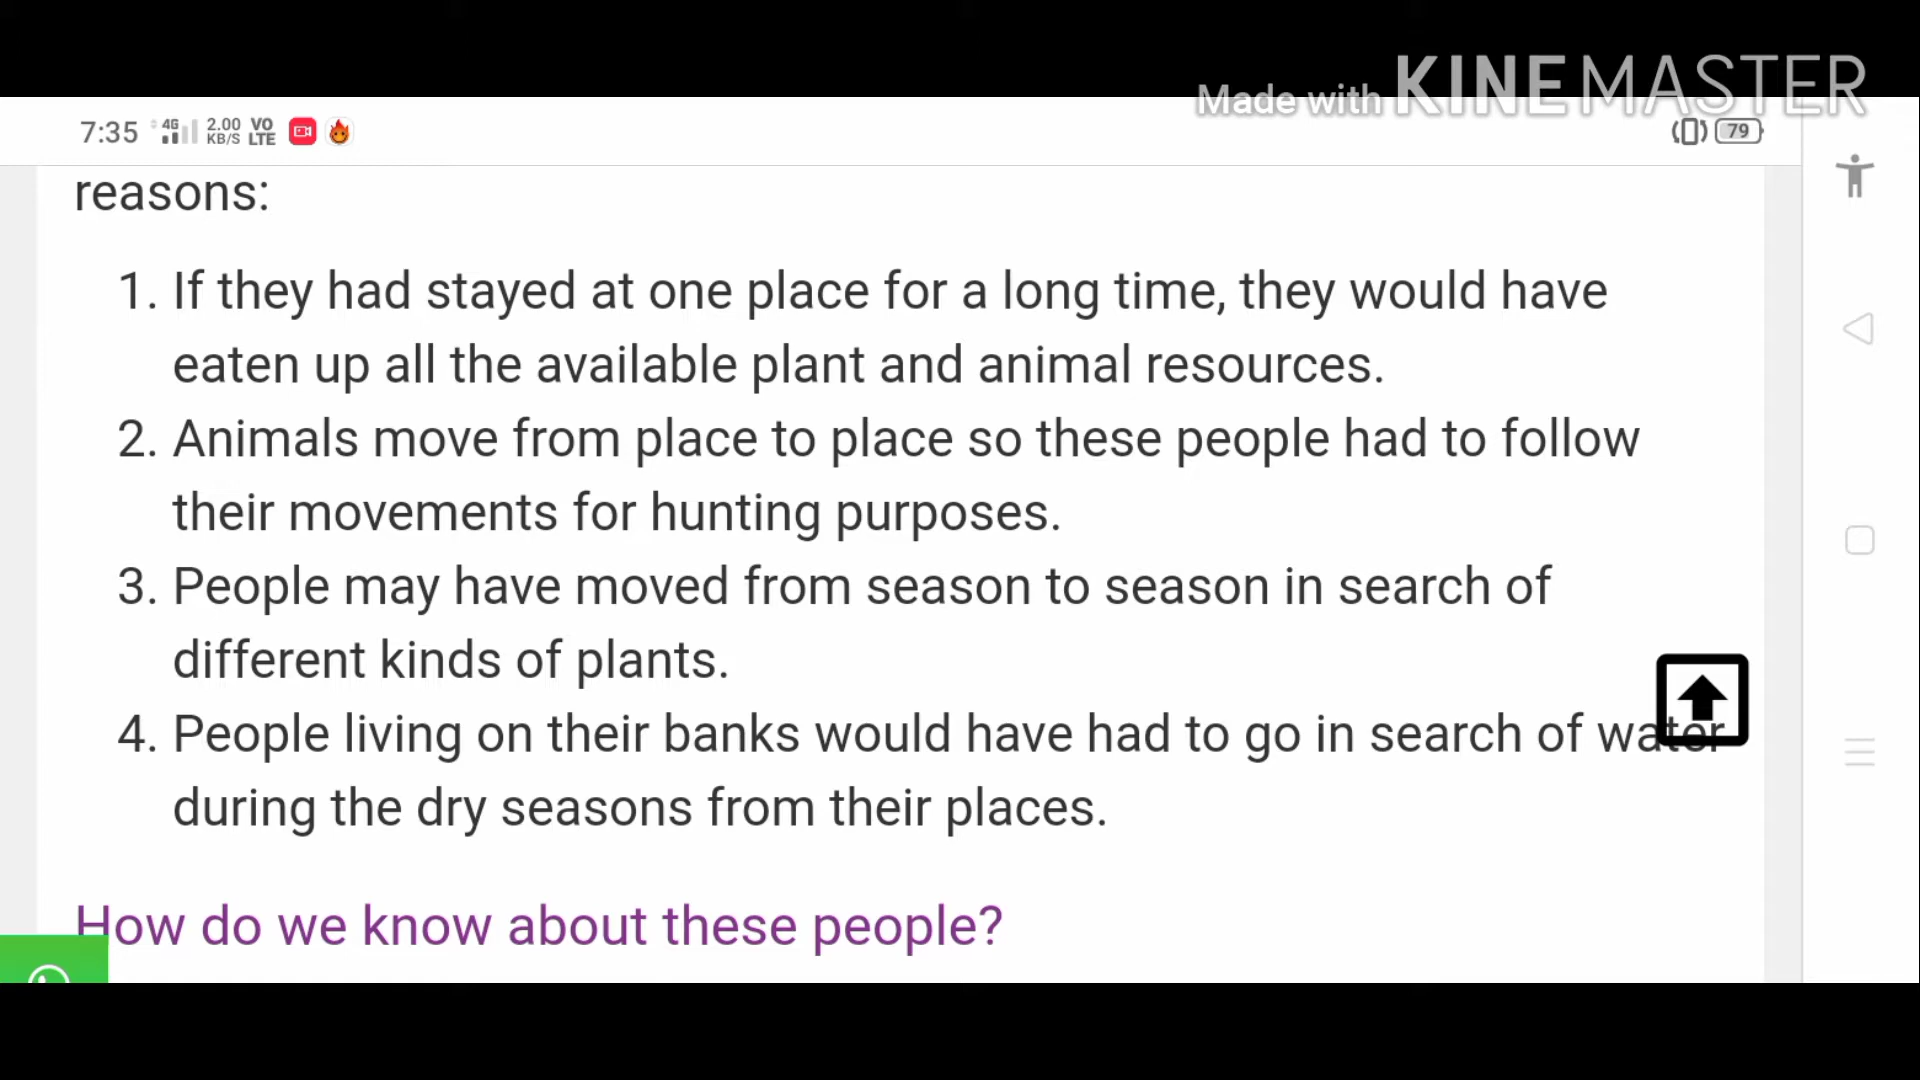 Made with KINEMASTER
7:35 4G 2.00 KB/S VO LTE 79
reasons:
1. If they had stayed at one place for a long time, they would have
eaten up all the available plant and animal resources.
2. Animals move from place to place so these people had to follow
their movements for hunting purposes.
3. People may have moved from season to season in search of
different kinds of plants.
4. People living on their banks would have had to go in search of water
during the dry seasons from their places.
How do we know about these people?